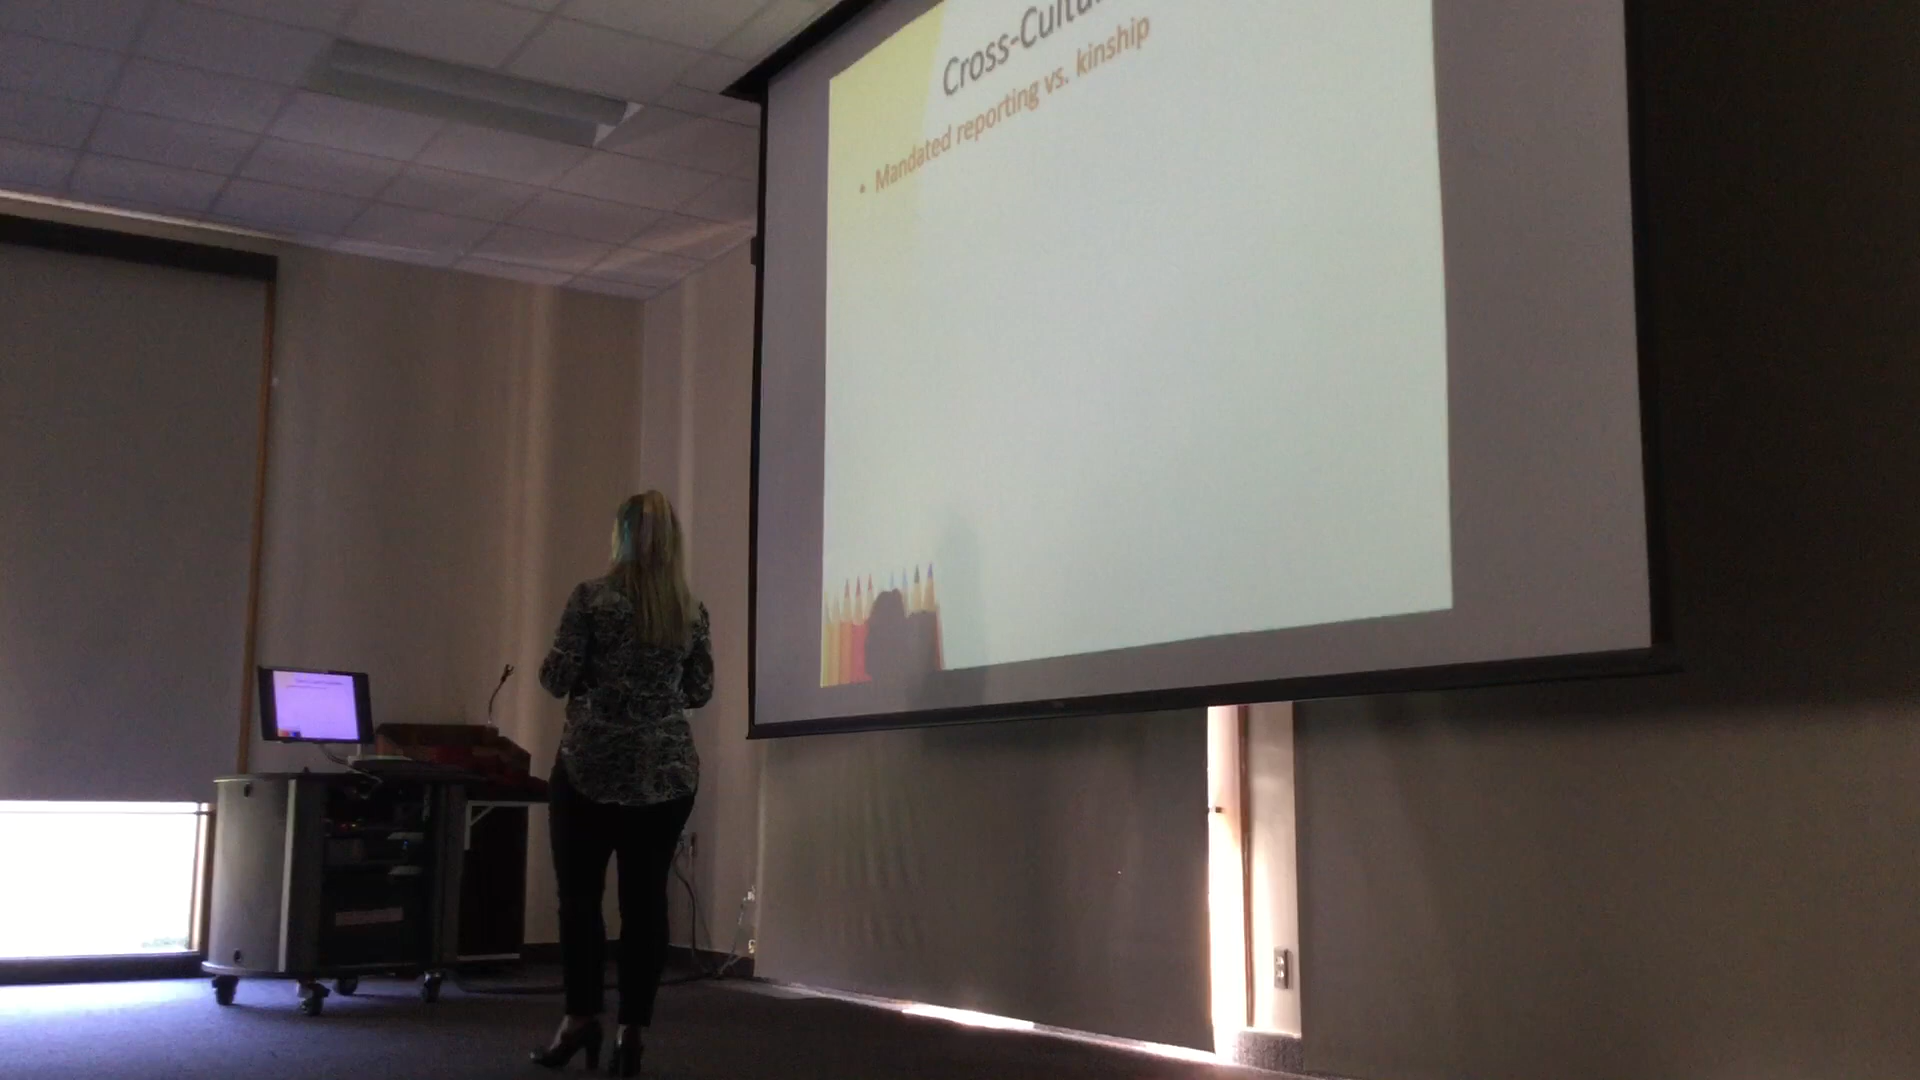 Cross-Cultu
• Mandated reporting vs. kinship